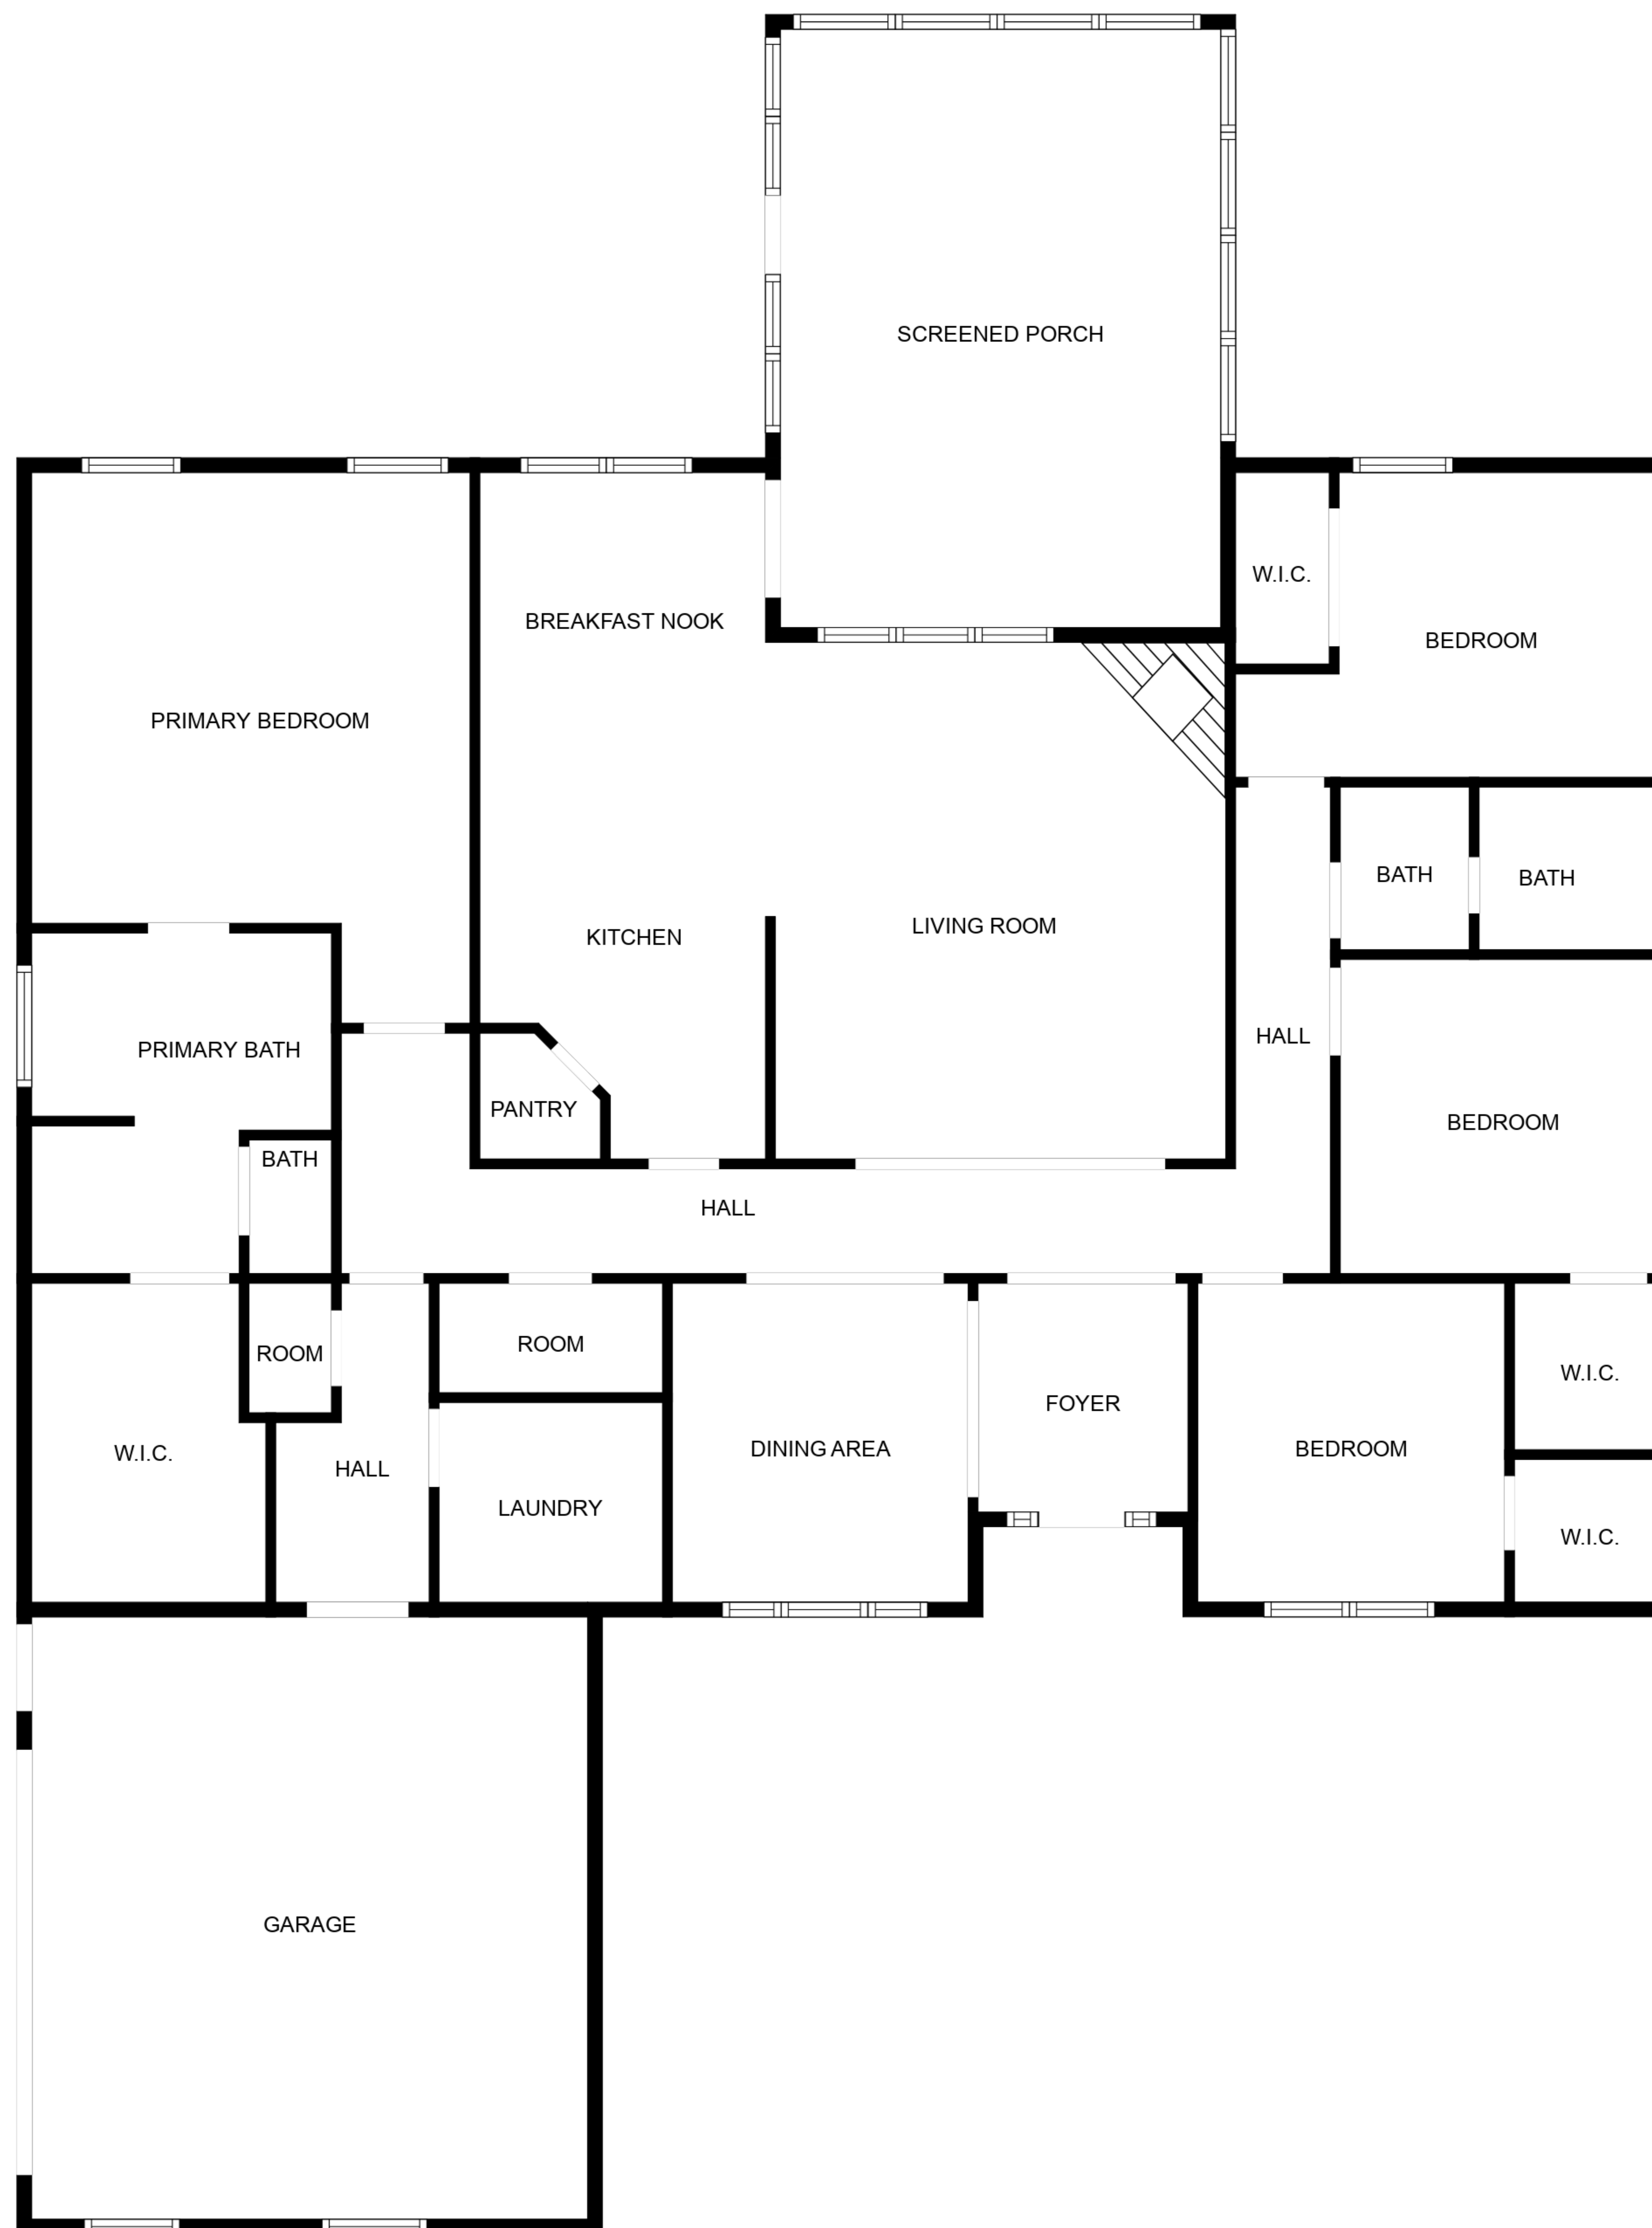 SCREENED PORCH
W.I.C.
BREAKFAST NOOK
BEDROOM
PRIMARY BEDROOM
BATH
BATH
LIVING ROOM
KITCHEN
HALL
PRIMARY BATH
PANTRY
BEDROOM
BATH
HALL
ROOM
ROOM
W.I.C.
FOYER
DINING AREA
BEDROOM
W.I.C.
HALL
LAUNDRY
W.I.C.
GARAGE